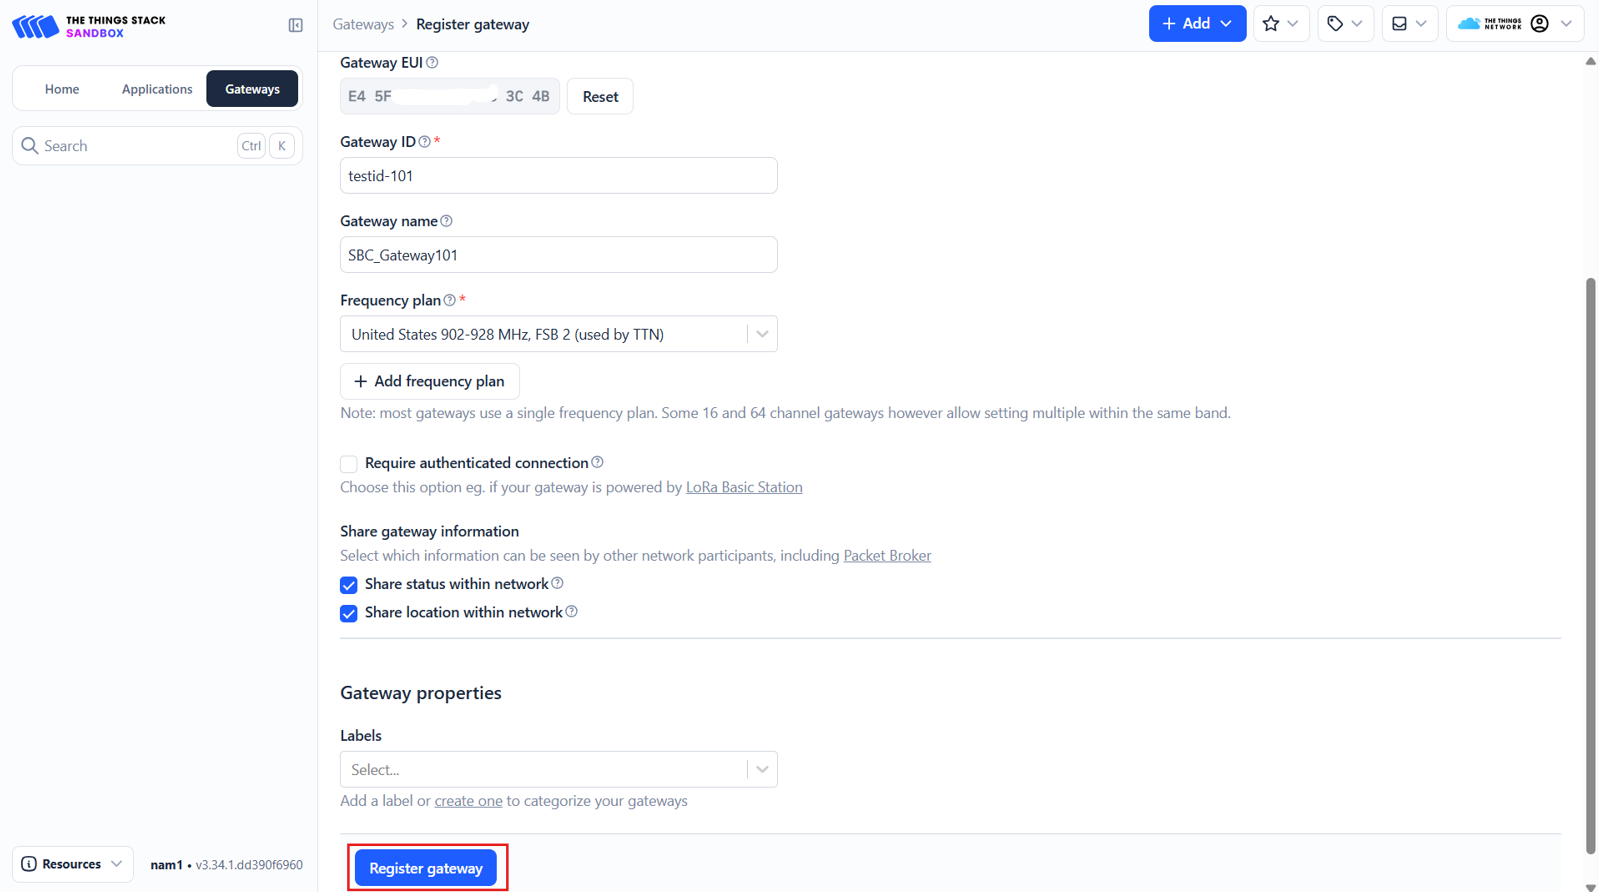 THE THINGS STACK
SANDBOX
Gateways > Register gateway
+ Add
THE THINGS
NETWORK
Home
Applications
Gateways
Search
Ctrl
K
Gateway EUI
E4 5F 3C 4B
Reset
Gateway ID *
testid-101
Gateway name
SBC_Gateway101
Frequency plan *
United States 902-928 MHz, FSB 2 (used by TTN)
+ Add frequency plan
Note: most gateways use a single frequency plan. Some 16 and 64 channel gateways however allow setting multiple within the same band.
Require authenticated connection
Choose this option eg. if your gateway is powered by LoRa Basic Station
Share gateway information
Select which information can be seen by other network participants, including Packet Broker
Share status within network
Share location within network
Gateway properties
Labels
Select...
Add a label or create one to categorize your gateways
Resources
nam1 • v3.34.1.dd390f6960
Register gateway